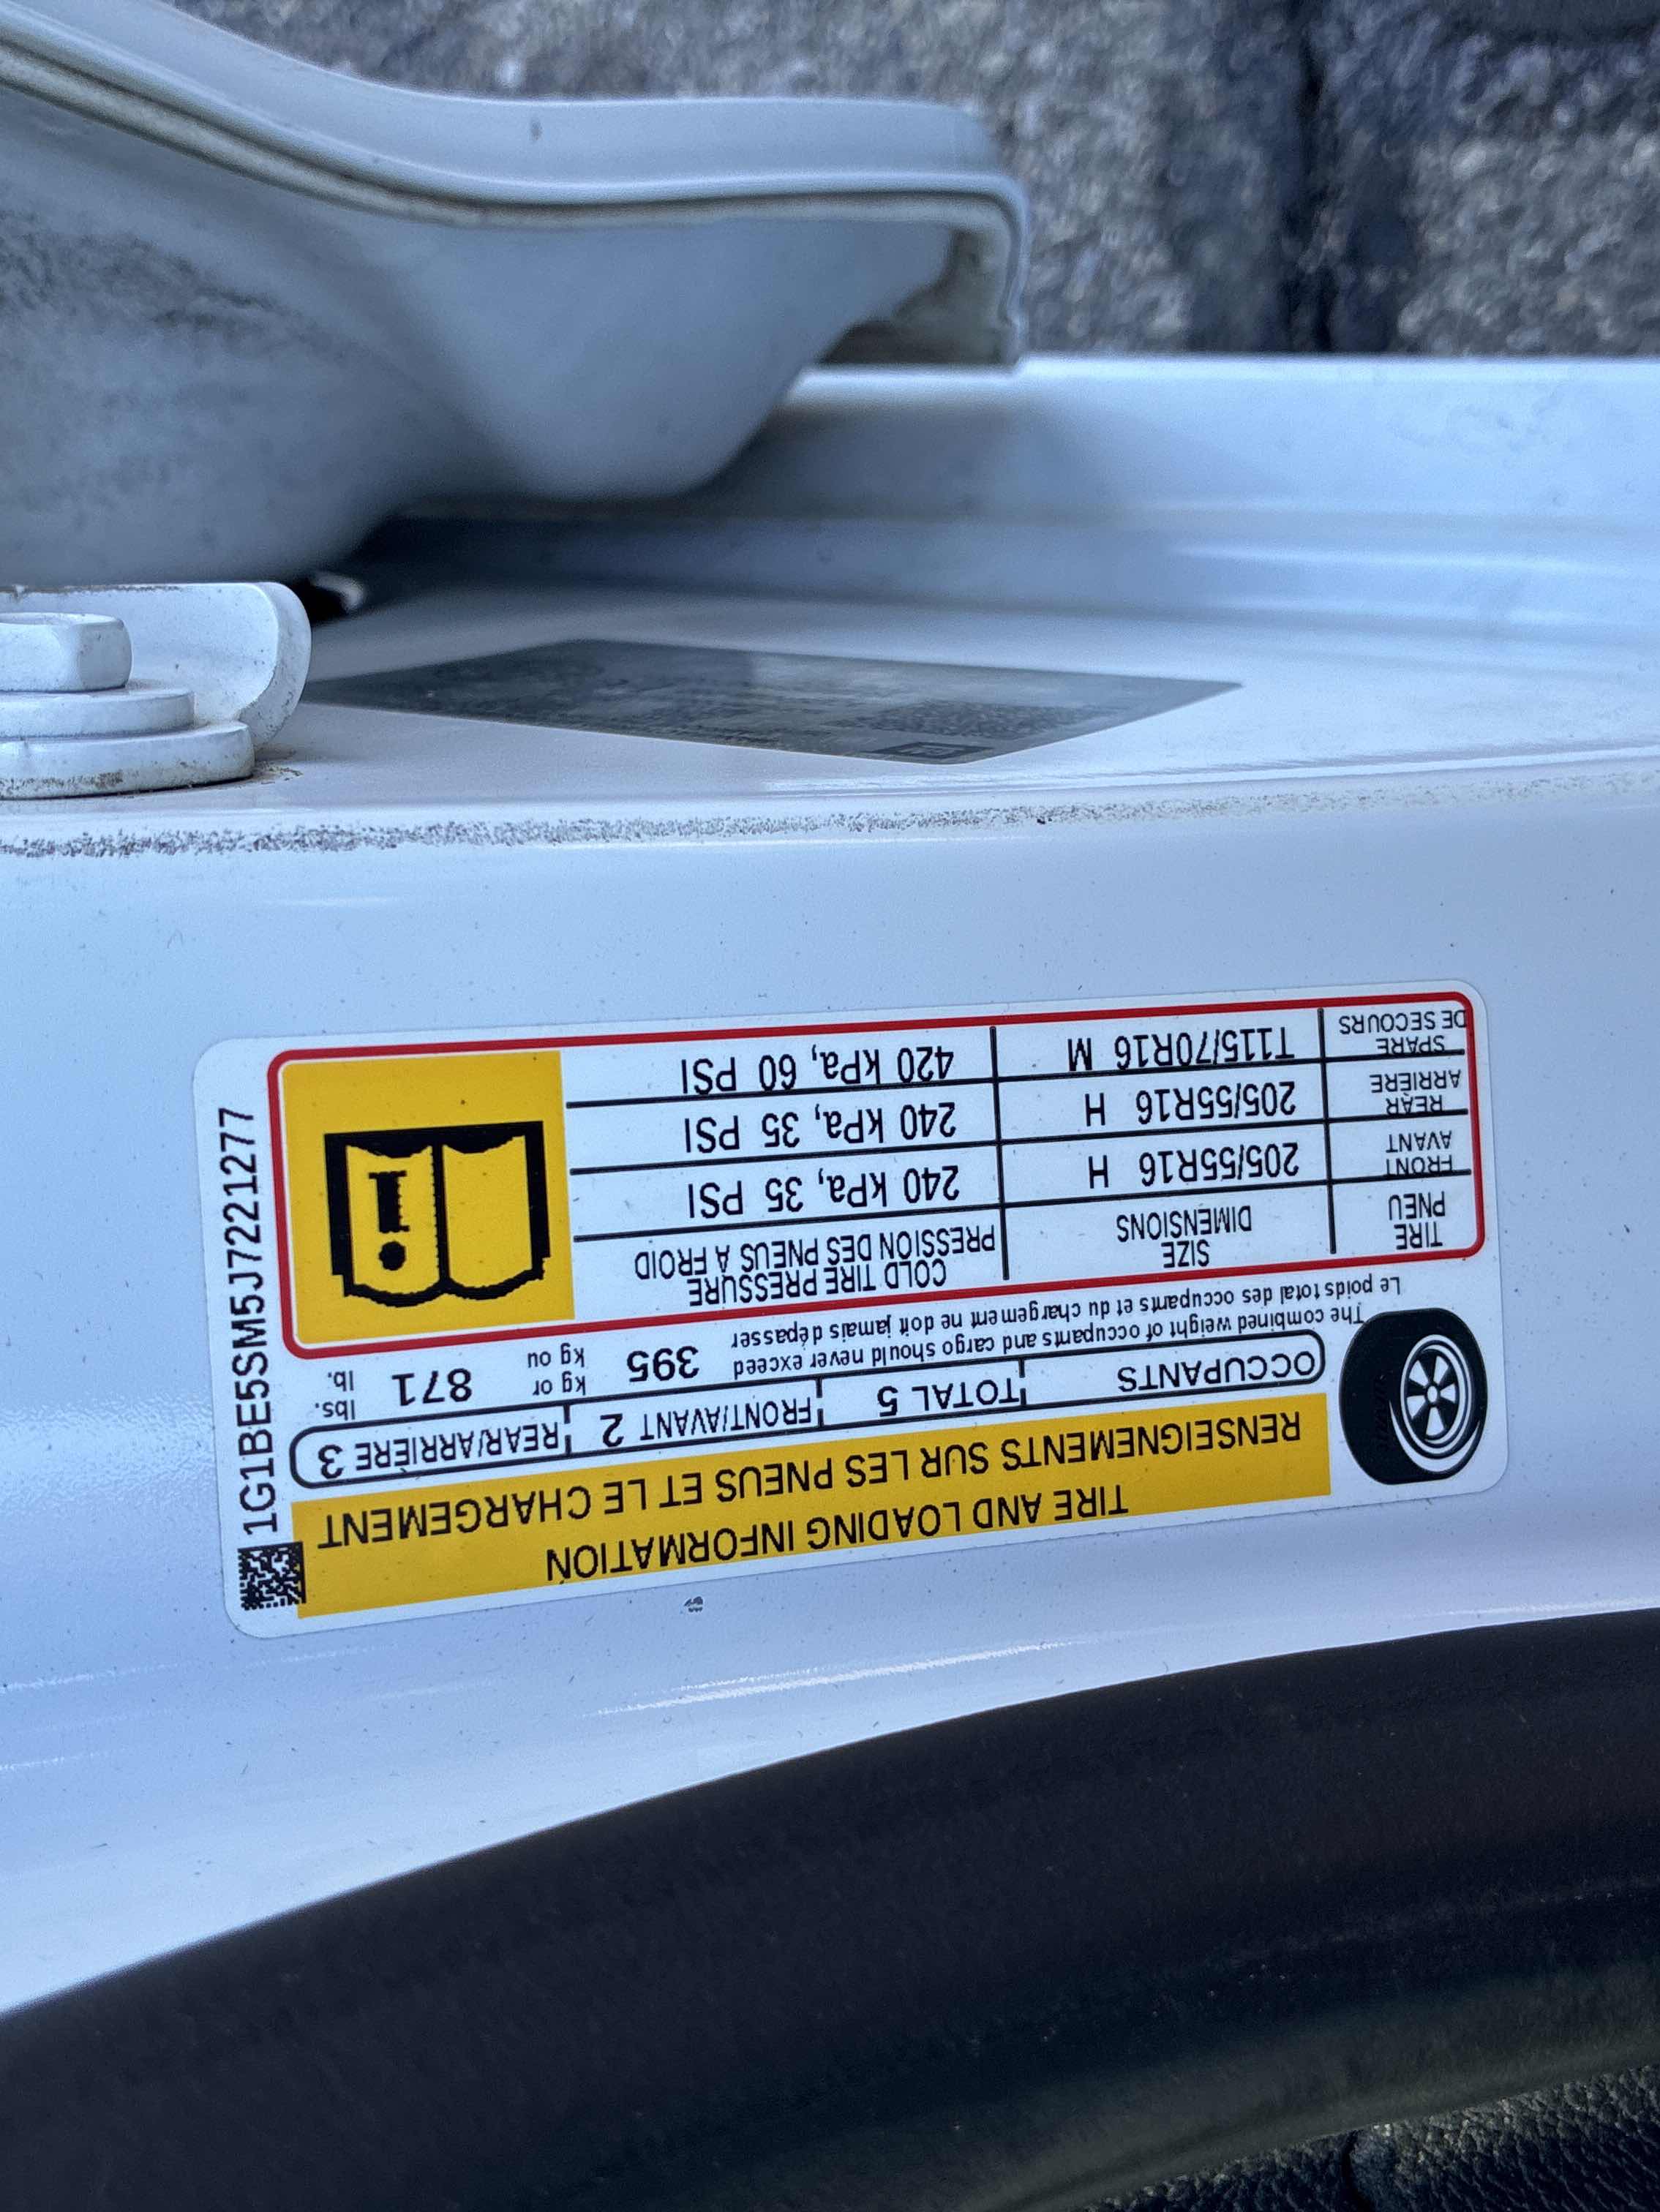 TIRE AND LOADING INFORMATION
RENSEIGNEMENTS SUR LES PNEUS ET LE CHARGEMENT
OCCUPANTS TOTAL 5 FRONT/AVANT 2 REAR/ARRIÈRE 3
The combined weight of occupants and cargo should never exceed 395 kg or 871 lbs.
Le poids total des occupants et du chargement ne doit jamais dépasser kg ou lb.
TIRE PNEU SIZE DIMENSIONS COLD TIRE PRESSURE PRESSION DES PNEUS À FROID
FRONT AVANT 205/55R16 H 240 kPa, 35 PSI
REAR ARRIÈRE 205/55R16 H 240 kPa, 35 PSI
SPARE DE SECOURS T115/70R16 M 420 kPa, 60 PSI
1G1BE5SM5J7221277